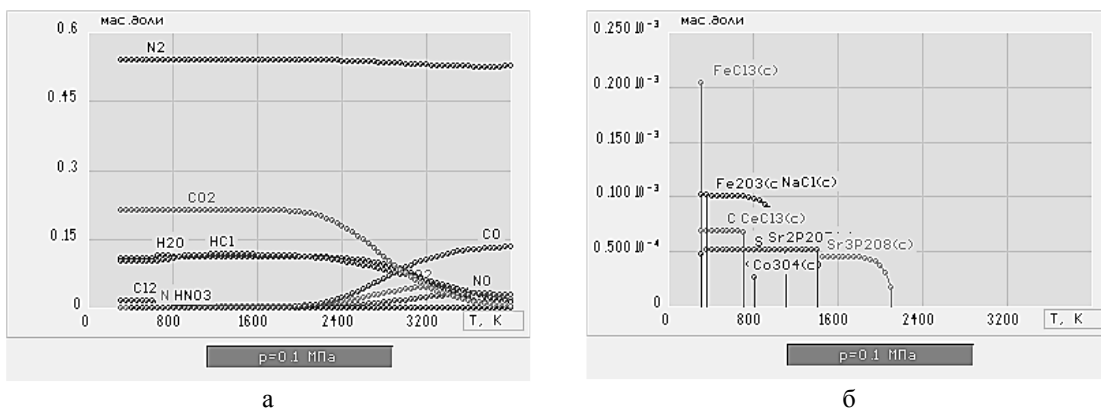 мас.доли
0.6
N2
0.45
0.3
CO2
0.15
H2O HCl
CO
Cl2
N HNO3
NO
0
0 800 1600 2400 3200 T, К
p=0.1 МПа
а
мас.доли
0.250 10⁻³
0.200 10⁻³
FeCl3(c)
0.150 10⁻³
0.100 10⁻³
Fe2O3(c NaCl(c)
C CeCl3(c)
0.500 10⁻⁴
S Sr2P2O7
Sr3P2O8(c)
Co3O4(c)
0
0 800 1600 2400 3200 T, К
p=0.1 МПа
б